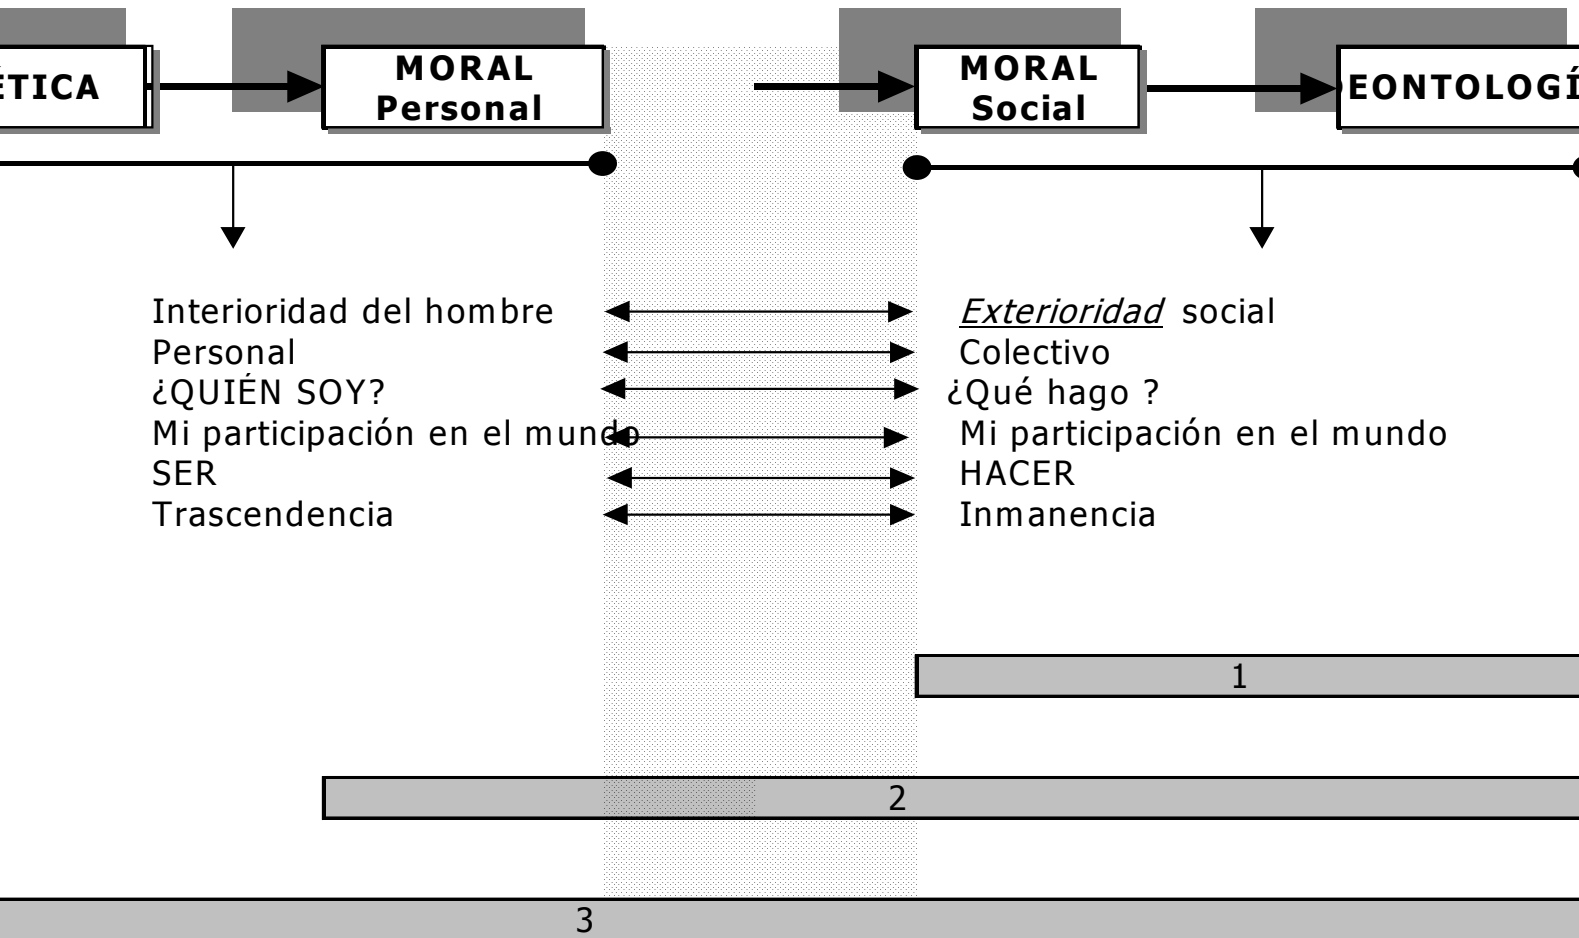 ÉTICA
MORAL
Personal
MORAL
Social
EONTOLOGÍ
Interioridad del hombre
Exterioridad social
Personal
Colectivo
¿QUIÉN SOY?
¿Qué hago ?
Mi participación en el mundo
Mi participación en el mundo
SER
HACER
Trascendencia
Inmanencia
1
2
3